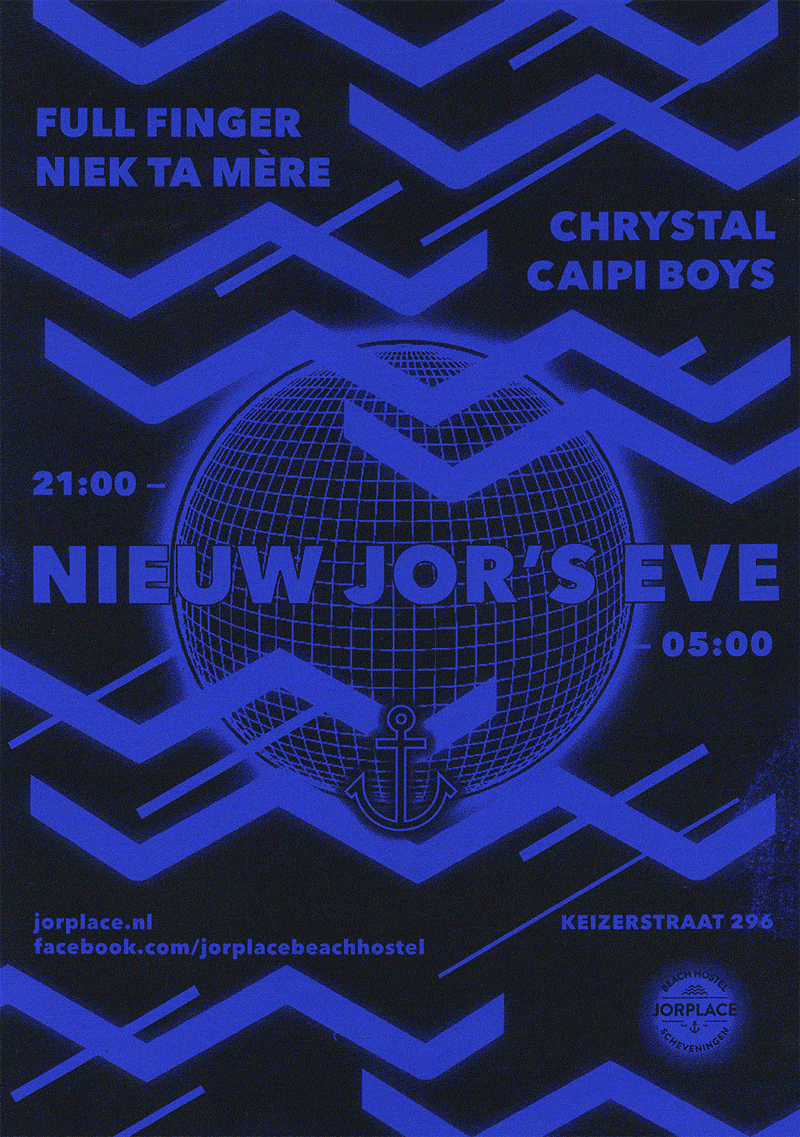 FULL FINGER
NIEK TA MÈRE
CHRYSTAL
CAIPI BOYS
21:00 –
NIEUW JOR'S EVE
– 05:00
jorplace.nl
facebook.com/jorplacebeachhostel
KEIZERSTRAAT 296
BEACH HOSTEL
JORPLACE
SCHEVENINGEN